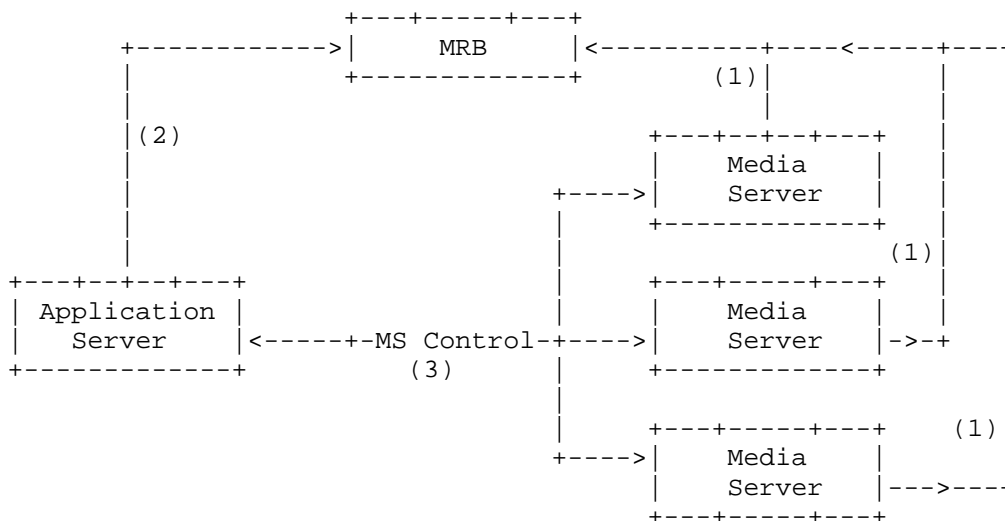 MRB
(1)
(2)
Media
Server
(1)
Application
Server
Media
Server
MS Control
(3)
(1)
Media
Server